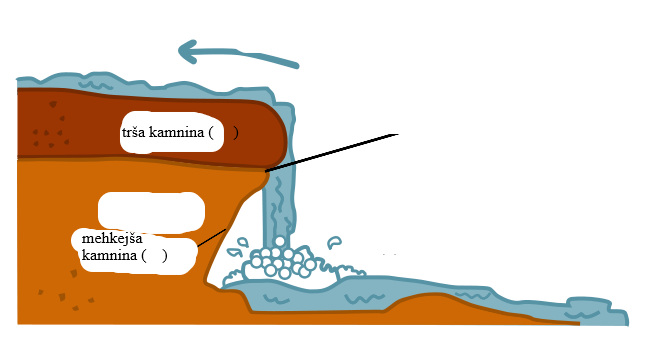 trša kamnina (    )
mehkejša
kamnina (    )